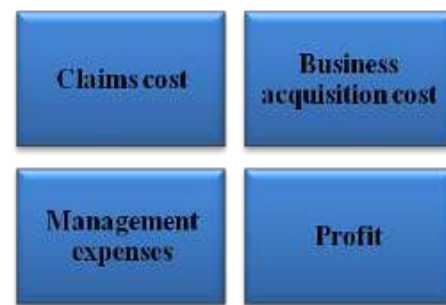 Claims cost
Business
acquisition cost
Management
expenses
Profit